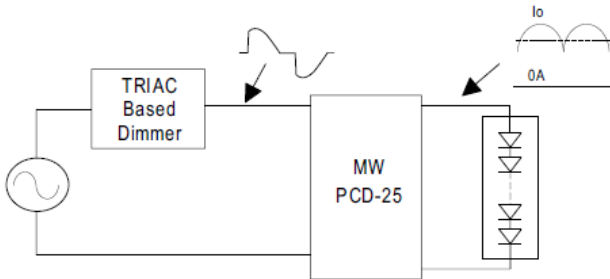 Io
0A
TRIAC
Based
Dimmer
MW
PCD-25